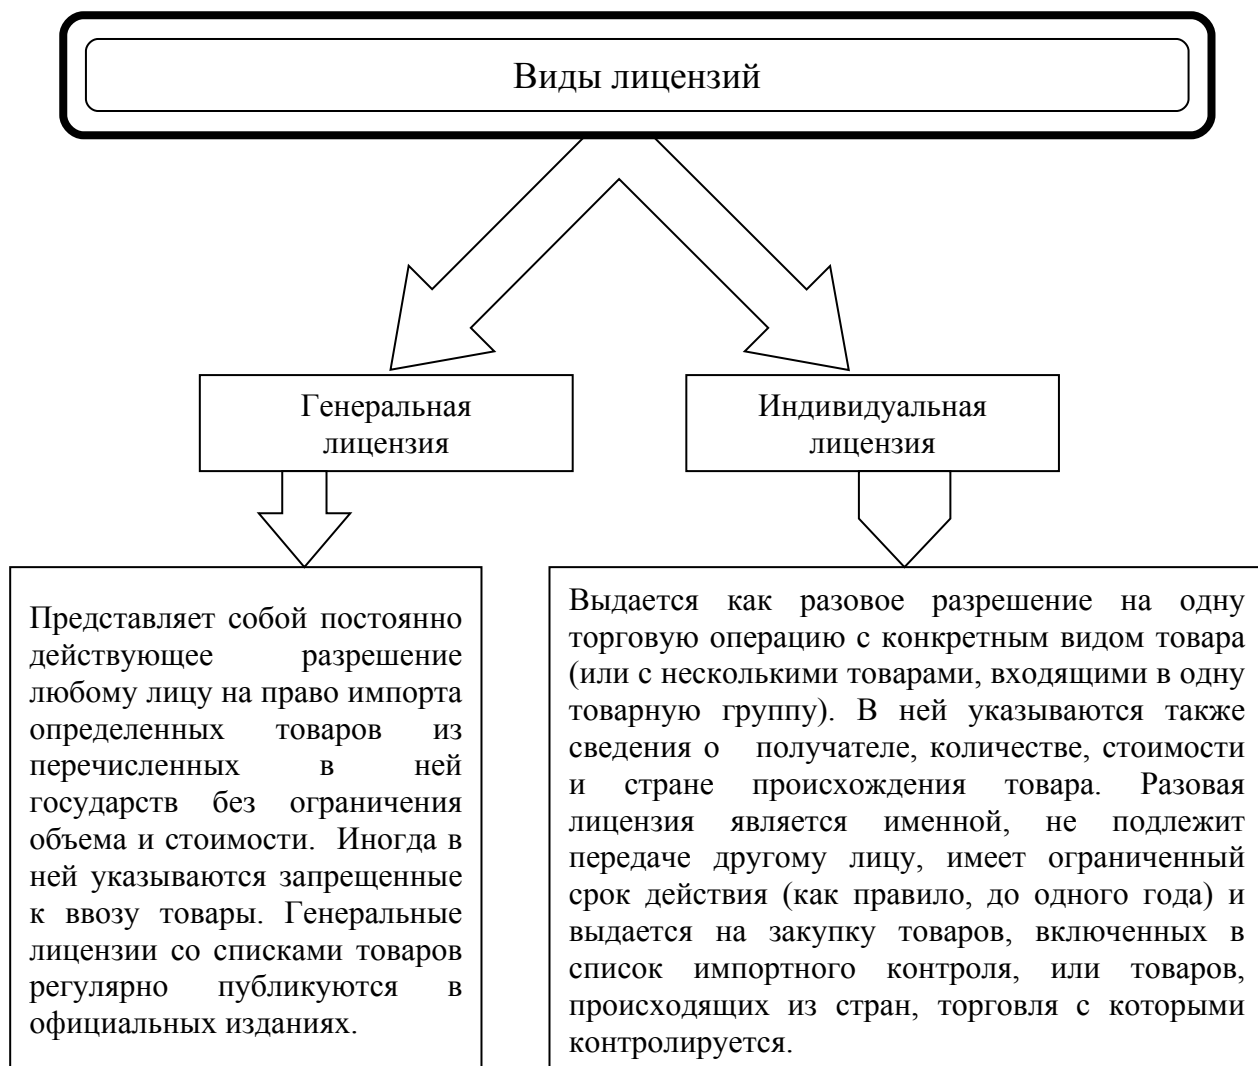 Виды лицензий
Генеральная
лицензия
Индивидуальная
лицензия
Представляет собой постоянно
действующее разрешение
любому лицу на право импорта
определенных товаров из
перечисленных в ней
государств без ограничения
объема и стоимости. Иногда в
ней указываются запрещенные
к ввозу товары. Генеральные
лицензии со списками товаров
регулярно публикуются в
официальных изданиях.
Выдается как разовое разрешение на одну
торговую операцию с конкретным видом товара
(или с несколькими товарами, входящими в одну
товарную группу). В ней указываются также
сведения о получателе, количестве, стоимости
и стране происхождения товара. Разовая
лицензия является именной, не подлежит
передаче другому лицу, имеет ограниченный
срок действия (как правило, до одного года) и
выдается на закупку товаров, включенных в
список импортного контроля, или товаров,
происходящих из стран, торговля с которыми
контролируется.